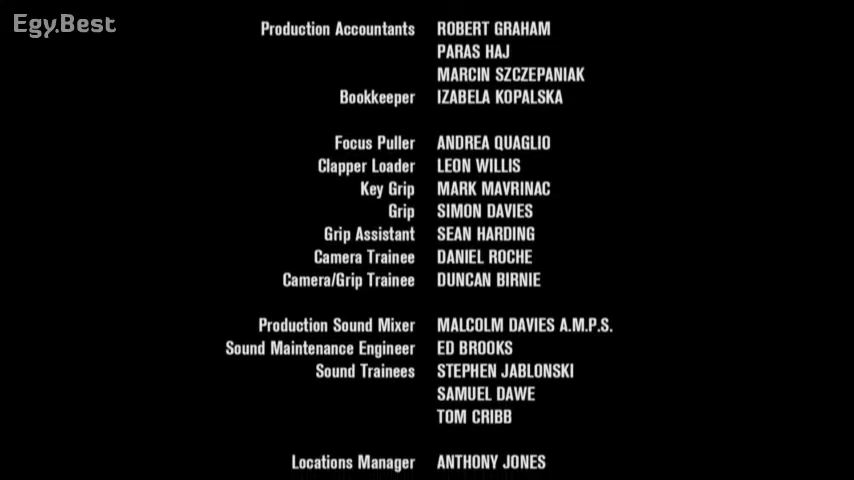 Egy.Best
Production Accountants ROBERT GRAHAM
PARAS HAJ
MARCIN SZCZEPANIAK
Bookkeeper IZABELA KOPALSKA
Focus Puller ANDREA QUAGLIO
Clapper Loader LEON WILLIS
Key Grip MARK MAVRINAC
Grip SIMON DAVIES
Grip Assistant SEAN HARDING
Camera Trainee DANIEL ROCHE
Camera/Grip Trainee DUNCAN BIRNIE
Production Sound Mixer MALCOLM DAVIES A.M.P.S.
Sound Maintenance Engineer ED BROOKS
Sound Trainees STEPHEN JABLONSKI
SAMUEL DAWE
TOM CRIBB
Locations Manager ANTHONY JONES